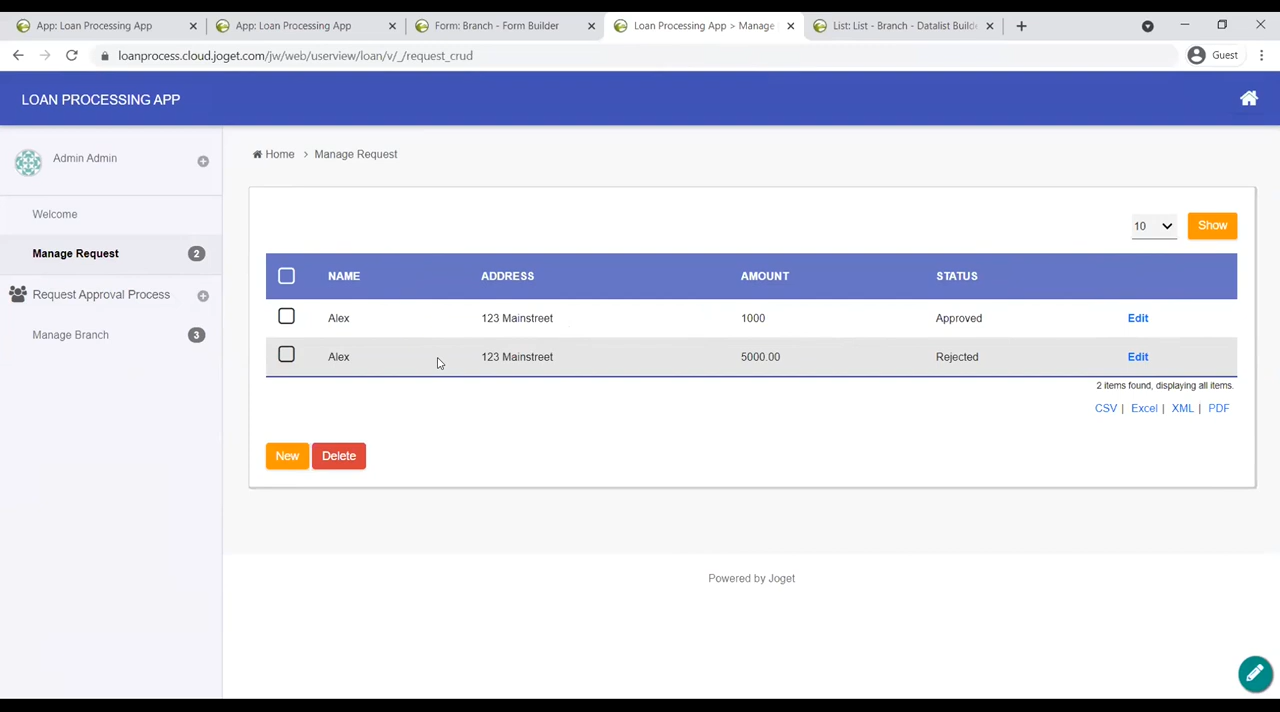 App: Loan Processing App
App: Loan Processing App
Form: Branch - Form Builder
Loan Processing App > Manage
List: List - Branch - Datalist Builde
loanprocess.cloud.joget.com/jw/web/userview/loan/v/_/request_crud
Guest
LOAN PROCESSING APP
Admin Admin
Home > Manage Request
Welcome
10 Show
Manage Request 2
NAME ADDRESS AMOUNT STATUS
Request Approval Process
Alex 123 Mainstreet 1000 Approved Edit
Manage Branch 3
Alex 123 Mainstreet 5000.00 Rejected Edit
2 items found, displaying all items.
CSV | Excel | XML | PDF
New Delete
Powered by Joget